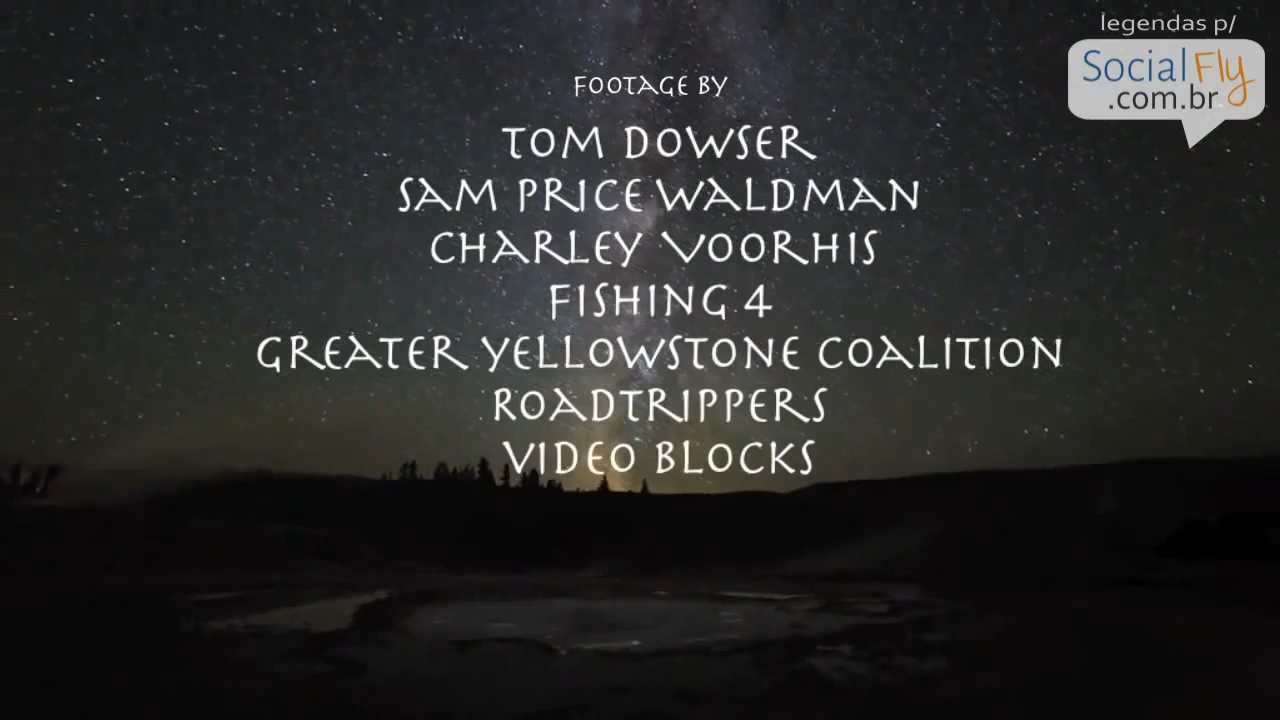 legendas p/
SocialFly
.com.br
FOOTAGE BY
TOM DOWSER
SAM PRICE WALDMAN
CHARLEY VOORHIS
FISHING 4
GREATER YELLOWSTONE COALITION
ROADTRIPPERS
VIDEO BLOCKS